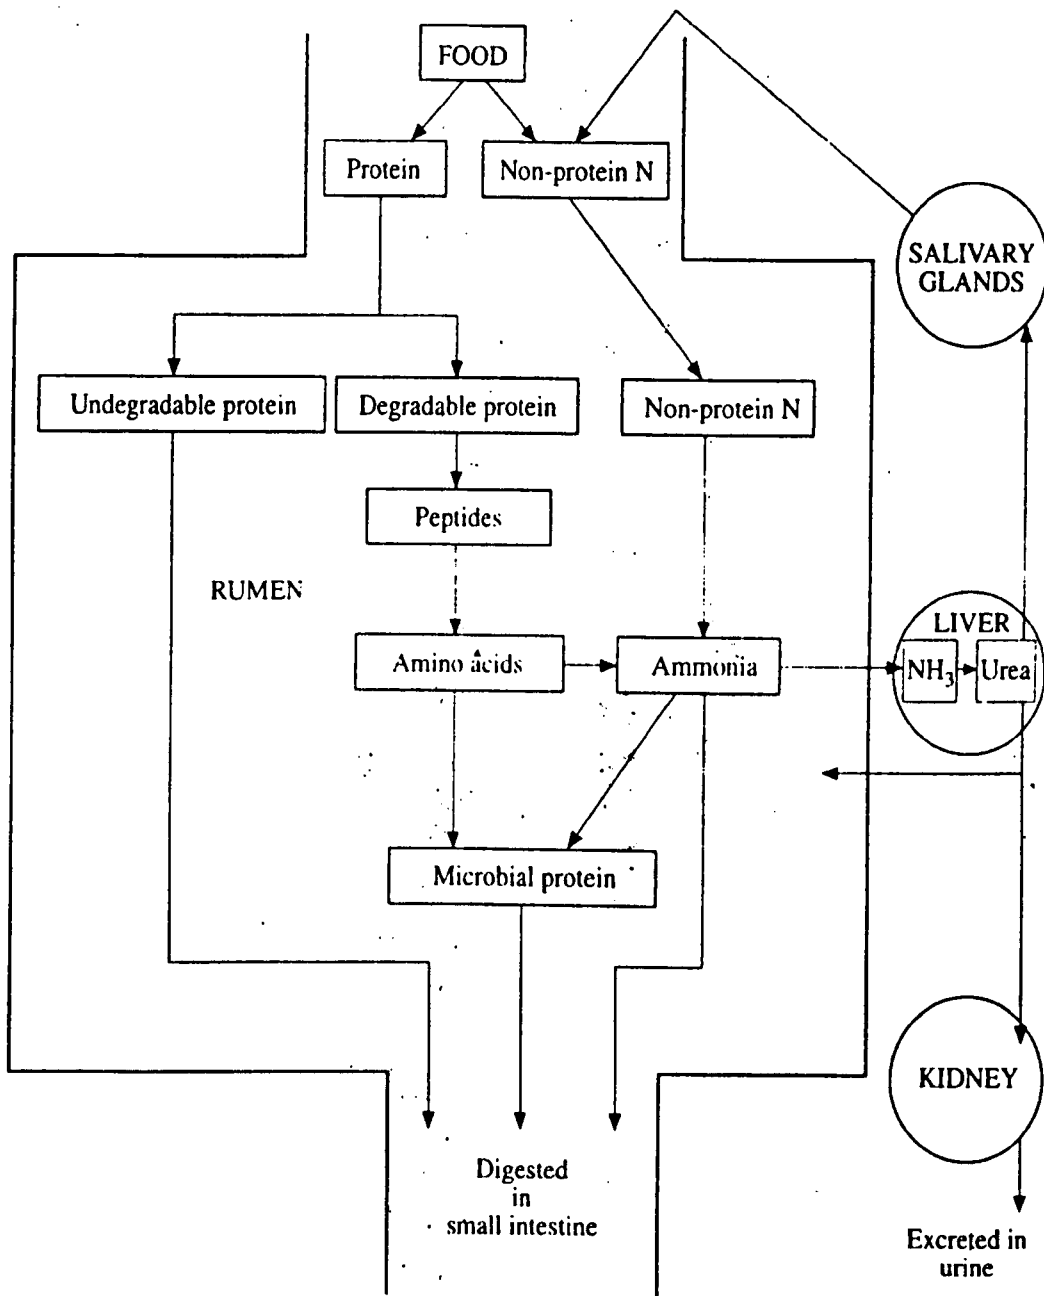 FOOD
Protein
Non-protein N
SALIVARY
GLANDS
Undegradable protein
Degradable protein
Non-protein N
Peptides
RUMEN
LIVER
Amino acids
Ammonia
NH3
Urea
Microbial protein
KIDNEY
Digested
in
small intestine
Excreted in
urine